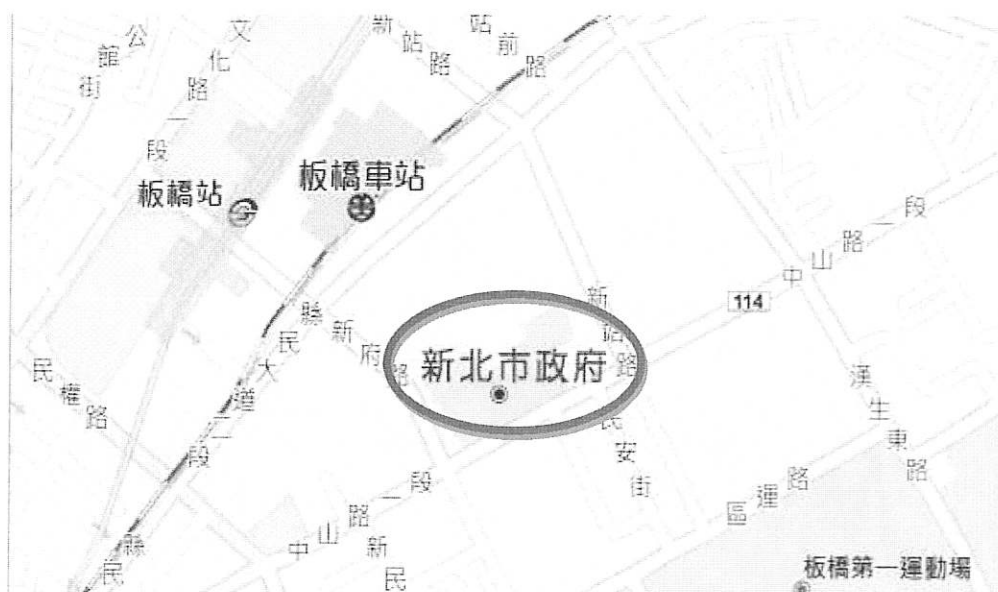 公館街
文化路一段
新站路
站前路
板橋站
板橋車站
中山路一段
114
縣民大道二段
新府路
新站路
新北市政府
民權路
漢生東路
民安街
中山路一段
區運路
新民
縣民
板橋第一運動場